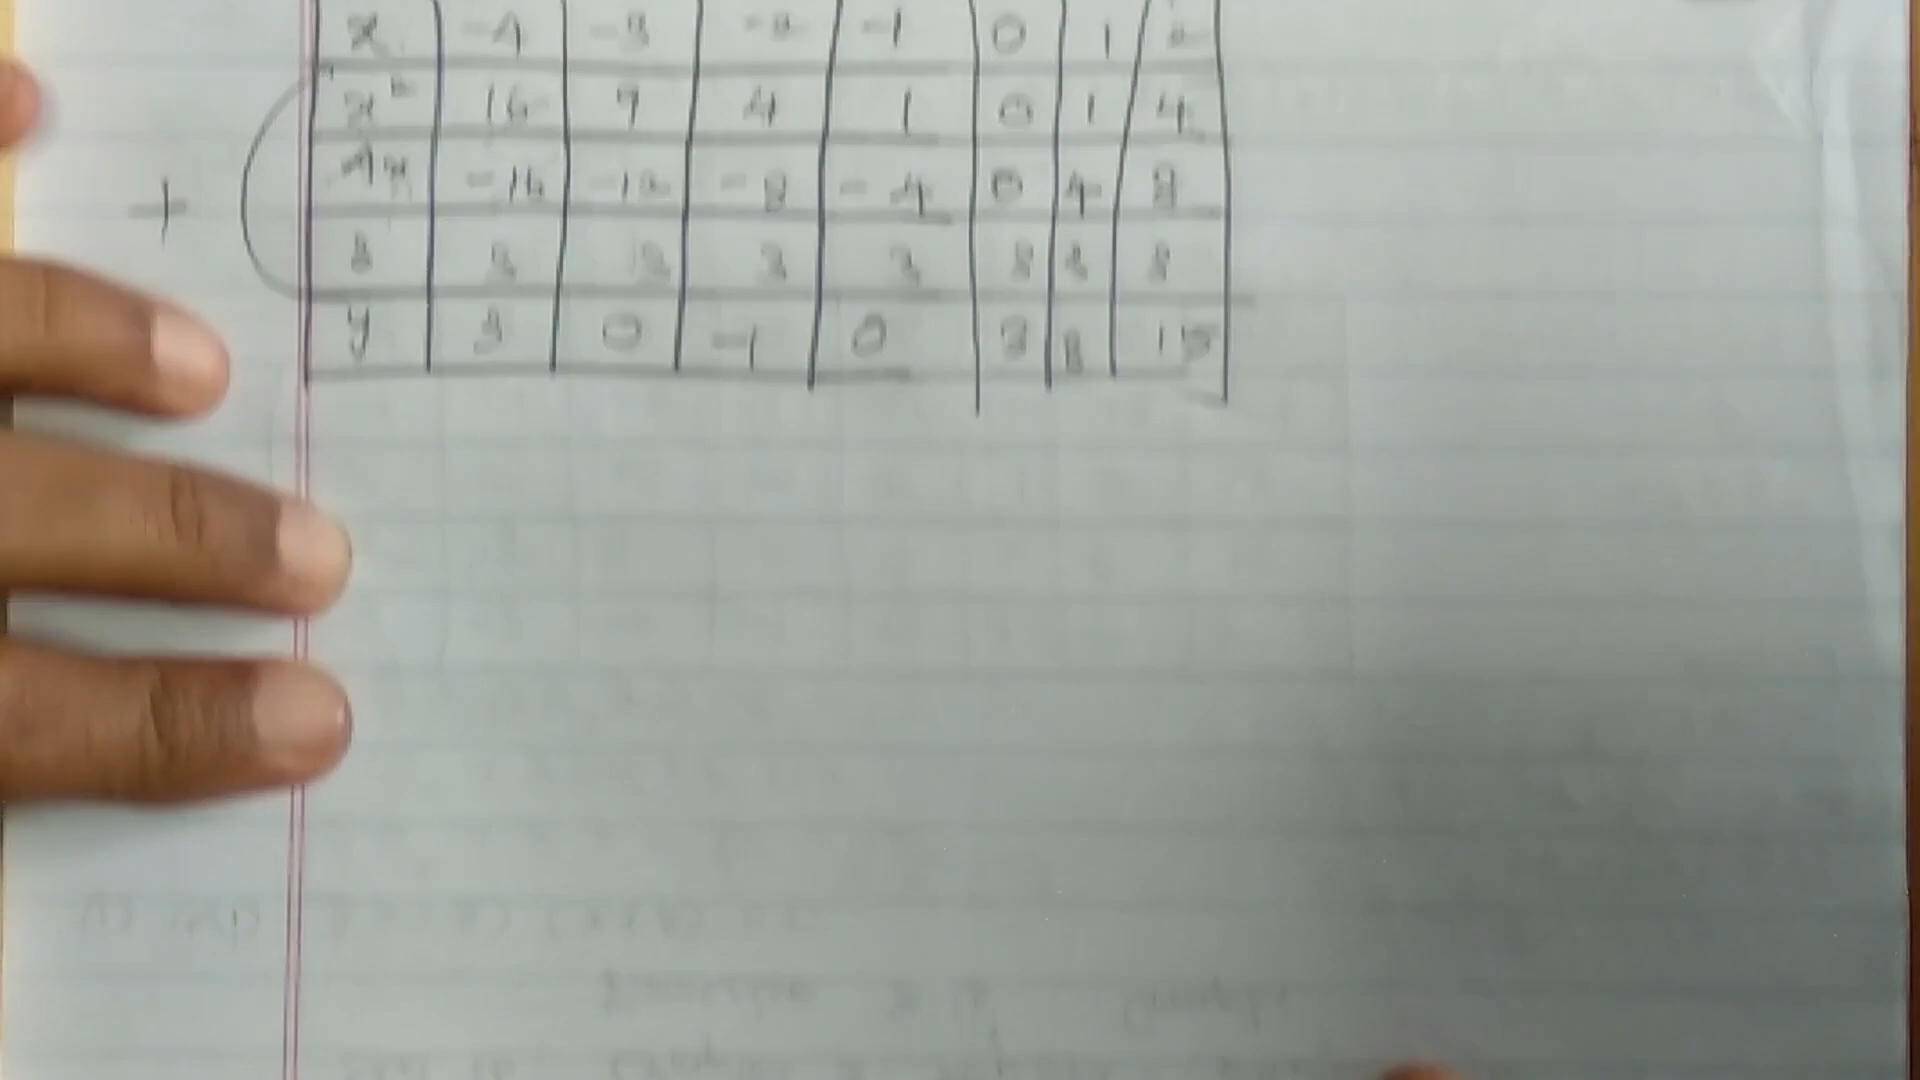 x -4 -3 -2 -1 0 1 2
x² 16 9 4 1 0 1 4
4x -16 -12 -8 -4 0 4 8
+
3 3 3 3 3 3 3 3
y 3 0 -1 0 3 8 15